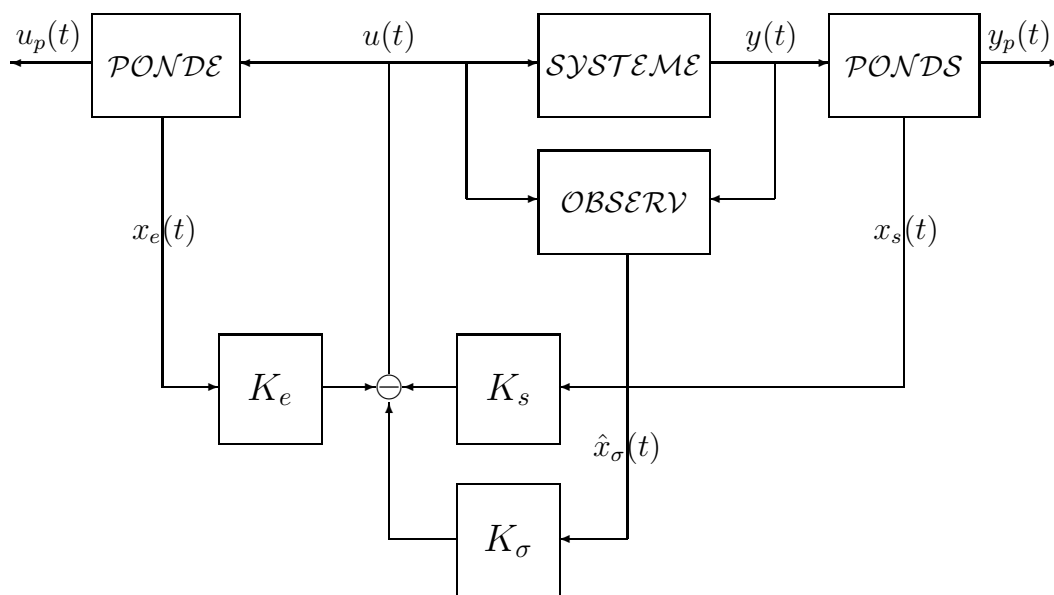 u_p(t) u(t) y(t) y_p(t)
PONDE SYSTEME PONDS
OBSERV
x_e(t) x_s(t)
K_e − K_s
x̂_σ(t)
K_σ